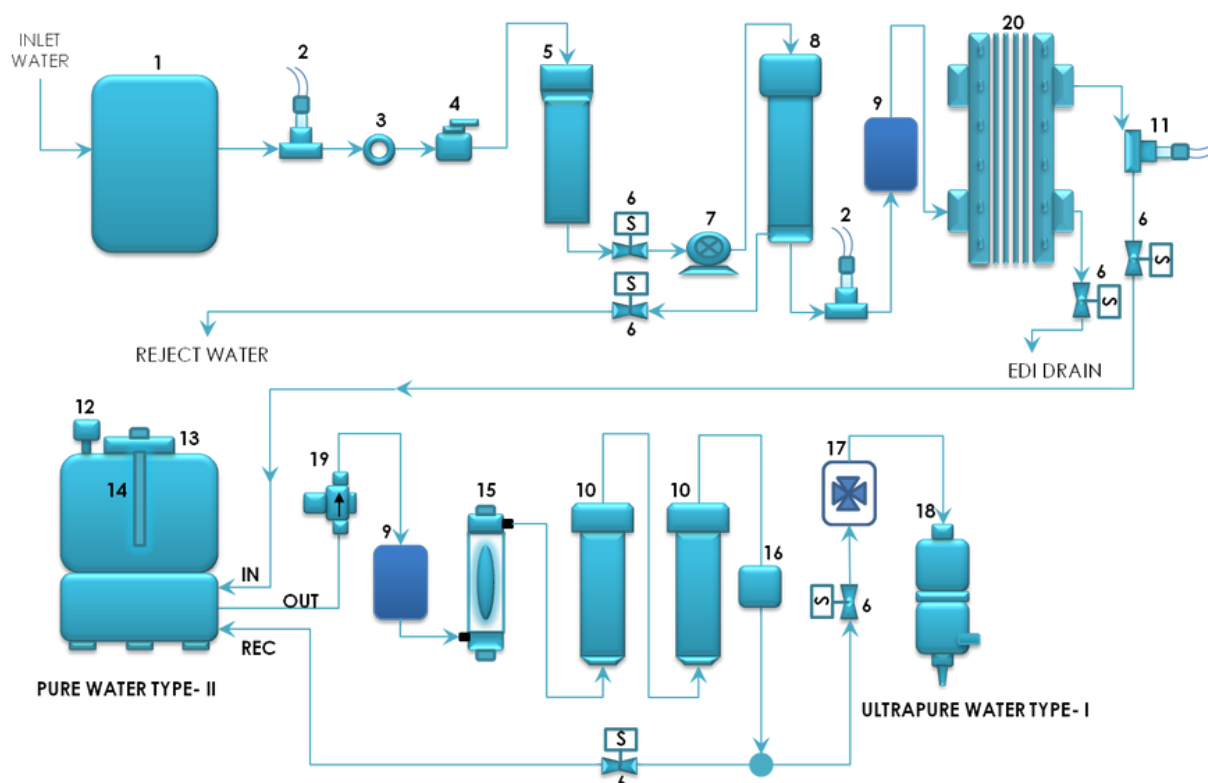 INLET
WATER
1
2
3
4
5
6
S
7
8
9
2
20
11
6
S
6
S
S
6
REJECT WATER
EDI DRAIN
12
13
14
19
9
15
10
10
16
17
18
S
6
IN
OUT
REC
PURE WATER TYPE- II
ULTRAPURE WATER TYPE- I
S
6